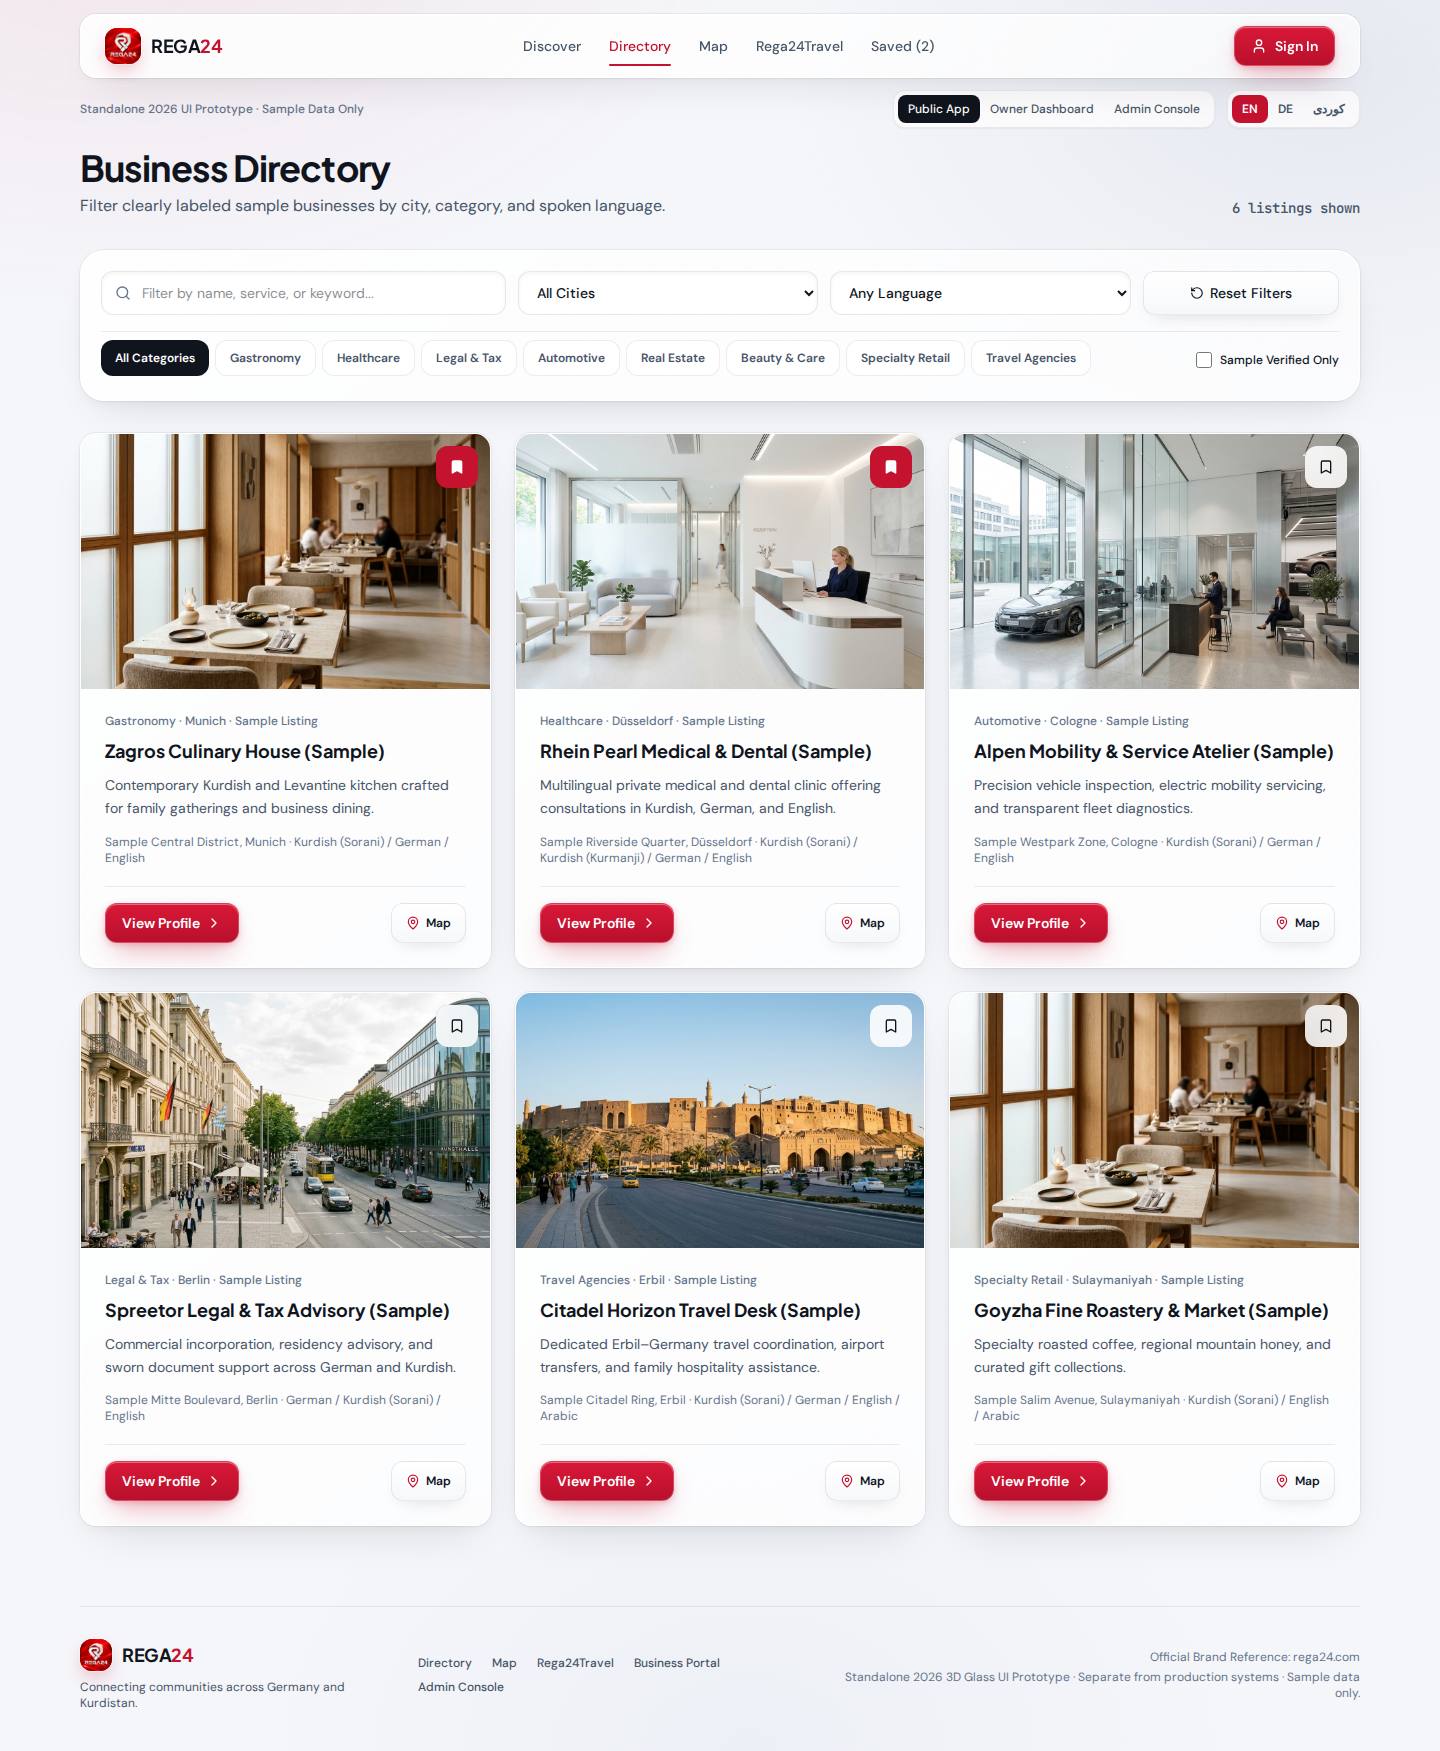 REGA24
Discover
Directory
Map
Rega24Travel
Saved (2)
Sign In
Standalone 2026 UI Prototype · Sample Data Only
Public App
Owner Dashboard
Admin Console
EN
DE
کوردی
Business Directory
Filter clearly labeled sample businesses by city, category, and spoken language.
6 listings shown
Filter by name, service, or keyword...
All Cities
Any Language
Reset Filters
All Categories
Gastronomy
Healthcare
Legal & Tax
Automotive
Real Estate
Beauty & Care
Specialty Retail
Travel Agencies
Sample Verified Only
Gastronomy · Munich · Sample Listing
Zagros Culinary House (Sample)
Contemporary Kurdish and Levantine kitchen crafted
for family gatherings and business dining.
Sample Central District, Munich · Kurdish (Sorani) / German /
English
View Profile
Map
Healthcare · Düsseldorf · Sample Listing
Rhein Pearl Medical & Dental (Sample)
Multilingual private medical and dental clinic offering
consultations in Kurdish, German, and English.
Sample Riverside Quarter, Düsseldorf · Kurdish (Sorani) /
Kurdish (Kurmanji) / German / English
View Profile
Map
Automotive · Cologne · Sample Listing
Alpen Mobility & Service Atelier (Sample)
Precision vehicle inspection, electric mobility servicing,
and transparent fleet diagnostics.
Sample Westpark Zone, Cologne · Kurdish (Sorani) / German /
English
View Profile
Map
KUNSTHALLE
Legal & Tax · Berlin · Sample Listing
Spreetor Legal & Tax Advisory (Sample)
Commercial incorporation, residency advisory, and
sworn document support across German and Kurdish.
Sample Mitte Boulevard, Berlin · German / Kurdish (Sorani) /
English
View Profile
Map
Travel Agencies · Erbil · Sample Listing
Citadel Horizon Travel Desk (Sample)
Dedicated Erbil–Germany travel coordination, airport
transfers, and family hospitality assistance.
Sample Citadel Ring, Erbil · Kurdish (Sorani) / German / English /
Arabic
View Profile
Map
Specialty Retail · Sulaymaniyah · Sample Listing
Goyzha Fine Roastery & Market (Sample)
Specialty roasted coffee, regional mountain honey, and
curated gift collections.
Sample Salim Avenue, Sulaymaniyah · Kurdish (Sorani) / English
/ Arabic
View Profile
Map
REGA24
Connecting communities across Germany and
Kurdistan.
Directory
Map
Rega24Travel
Business Portal
Admin Console
Official Brand Reference: rega24.com
Standalone 2026 3D Glass UI Prototype · Separate from production systems · Sample data
only.